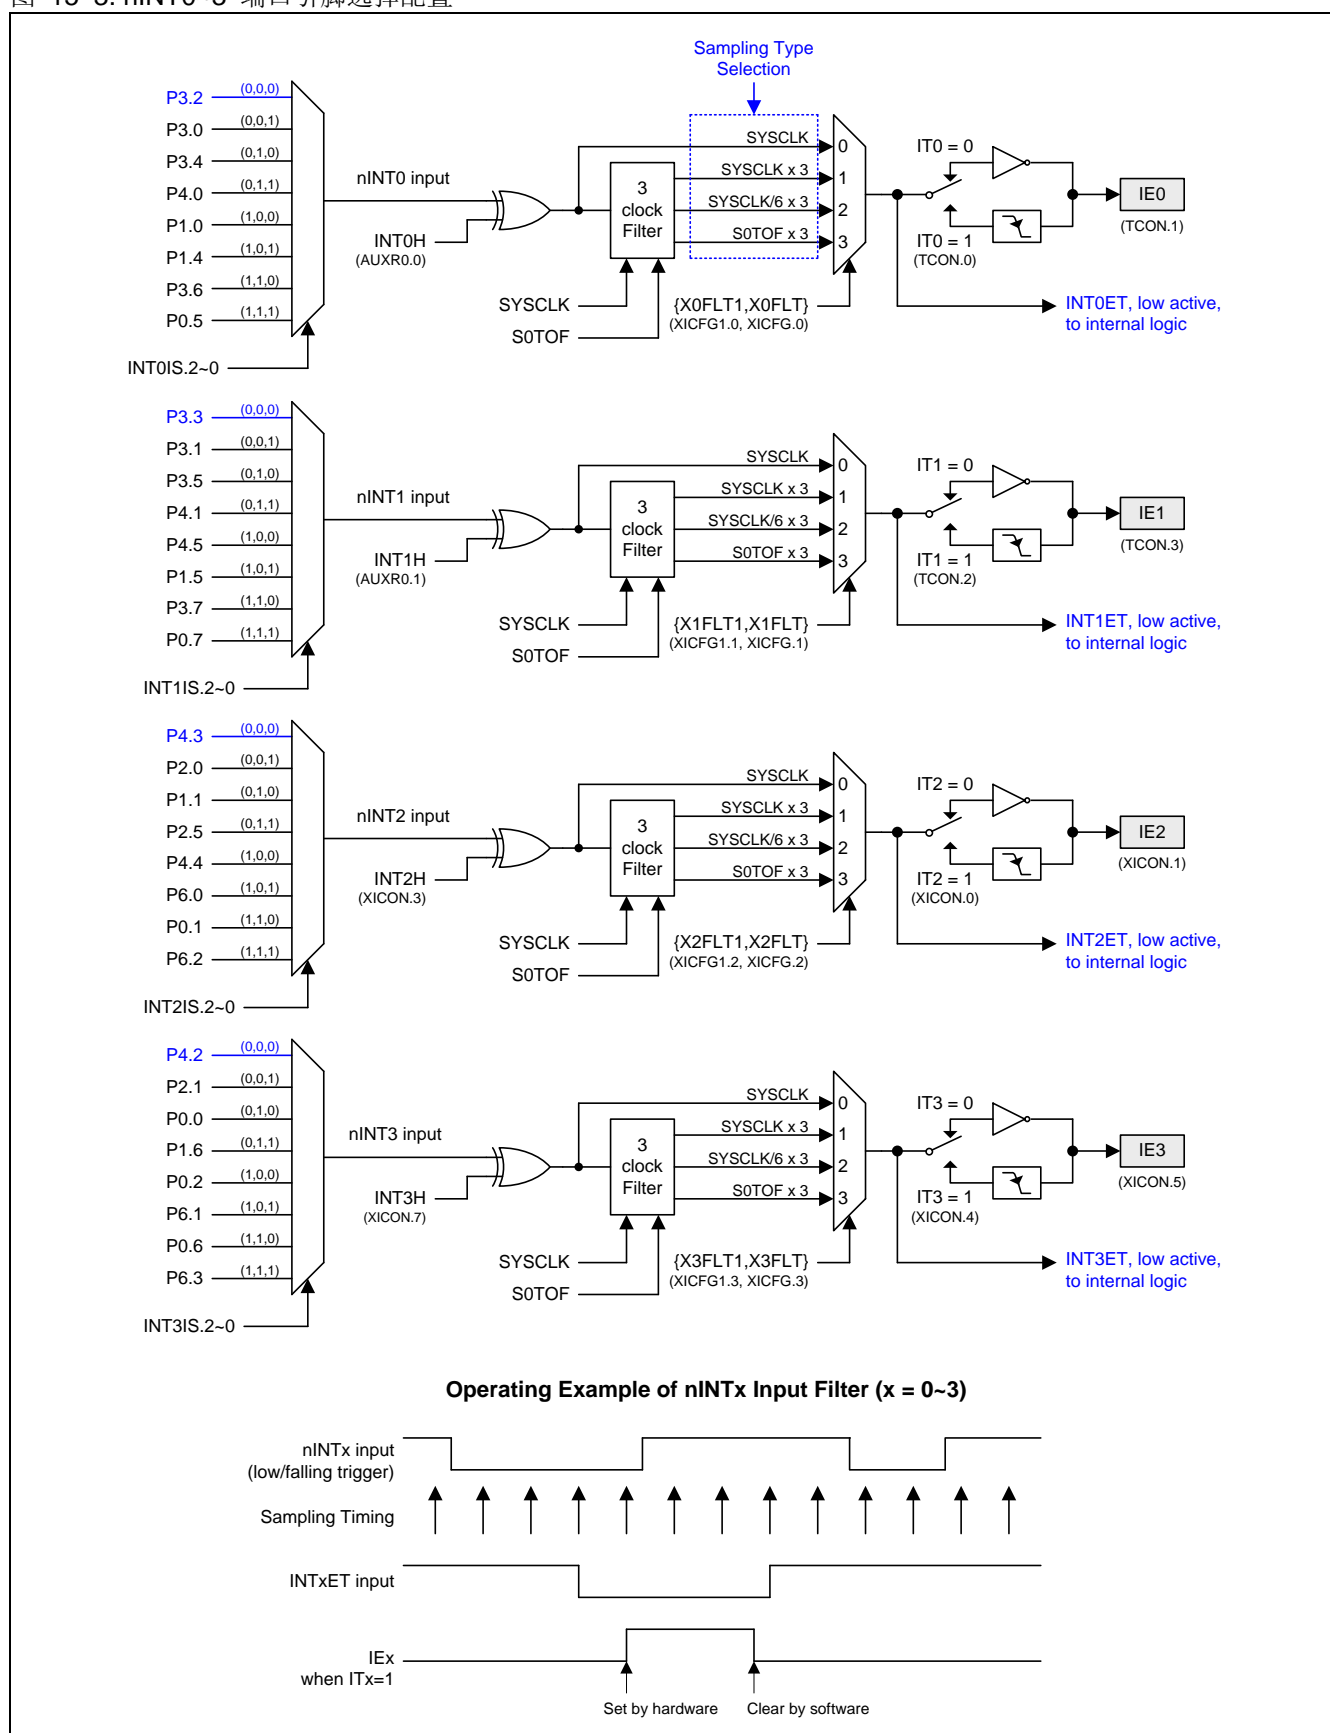 Sampling Type
Selection
P3.2 (0,0,0)
P3.0 (0,0,1)
P3.4 (0,1,0)
P4.0 (0,1,1)
P1.0 (1,0,0)
P1.4 (1,0,1)
P3.6 (1,1,0)
P0.5 (1,1,1)
INT0IS.2~0
nINT0 input
INT0H
(AUXR0.0)
3
clock
Filter
SYSCLK
S0TOF
SYSCLK 0
SYSCLK x 3 1
SYSCLK/6 x 3 2
S0TOF x 3 3
{X0FLT1,X0FLT}
(XICFG1.0, XICFG.0)
IT0 = 0
IT0 = 1
(TCON.0)
IE0
(TCON.1)
INT0ET, low active,
to internal logic
P3.3 (0,0,0)
P3.1 (0,0,1)
P3.5 (0,1,0)
P4.1 (0,1,1)
P4.5 (1,0,0)
P1.5 (1,0,1)
P3.7 (1,1,0)
P0.7 (1,1,1)
INT1IS.2~0
nINT1 input
INT1H
(AUXR0.1)
3
clock
Filter
SYSCLK
S0TOF
SYSCLK 0
SYSCLK x 3 1
SYSCLK/6 x 3 2
S0TOF x 3 3
{X1FLT1,X1FLT}
(XICFG1.1, XICFG.1)
IT1 = 0
IT1 = 1
(TCON.2)
IE1
(TCON.3)
INT1ET, low active,
to internal logic
P4.3 (0,0,0)
P2.0 (0,0,1)
P1.1 (0,1,0)
P2.5 (0,1,1)
P4.4 (1,0,0)
P6.0 (1,0,1)
P0.1 (1,1,0)
P6.2 (1,1,1)
INT2IS.2~0
nINT2 input
INT2H
(XICON.3)
3
clock
Filter
SYSCLK
S0TOF
SYSCLK 0
SYSCLK x 3 1
SYSCLK/6 x 3 2
S0TOF x 3 3
{X2FLT1,X2FLT}
(XICFG1.2, XICFG.2)
IT2 = 0
IT2 = 1
(XICON.0)
IE2
(XICON.1)
INT2ET, low active,
to internal logic
P4.2 (0,0,0)
P2.1 (0,0,1)
P0.0 (0,1,0)
P1.6 (0,1,1)
P0.2 (1,0,0)
P6.1 (1,0,1)
P0.6 (1,1,0)
P6.3 (1,1,1)
INT3IS.2~0
nINT3 input
INT3H
(XICON.7)
3
clock
Filter
SYSCLK
S0TOF
SYSCLK 0
SYSCLK x 3 1
SYSCLK/6 x 3 2
S0TOF x 3 3
{X3FLT1,X3FLT}
(XICFG1.3, XICFG.3)
IT3 = 0
IT3 = 1
(XICON.4)
IE3
(XICON.5)
INT3ET, low active,
to internal logic
Operating Example of nINTx Input Filter (x = 0~3)
nINTx input
(low/falling trigger)
Sampling Timing
INTxET input
IEx
when ITx=1
Set by hardware
Clear by software